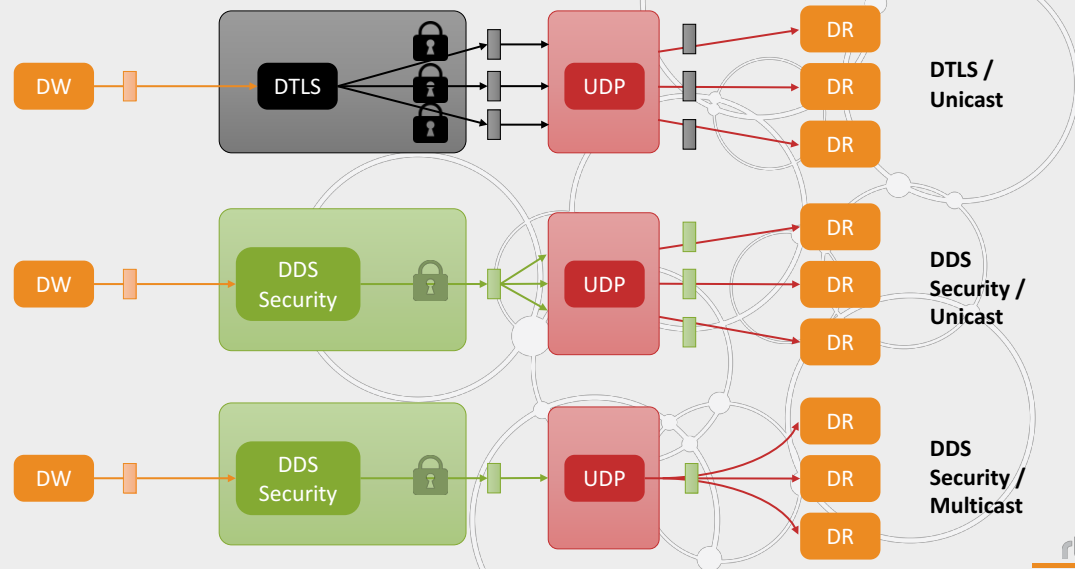 DW
DTLS
UDP
DR
DR
DR
DTLS /
Unicast
DW
DDS
Security
UDP
DR
DR
DR
DDS
Security /
Unicast
DW
DDS
Security
UDP
DR
DR
DR
DDS
Security /
Multicast